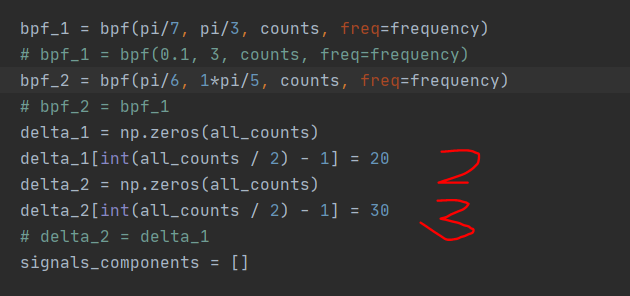 bpf_1 = bpf(pi/7, pi/3, counts, freq=frequency)
# bpf_1 = bpf(0.1, 3, counts, freq=frequency)
bpf_2 = bpf(pi/6, 1*pi/5, counts, freq=frequency)
# bpf_2 = bpf_1
delta_1 = np.zeros(all_counts)
delta_1[int(all_counts / 2) - 1] = 20 2
delta_2 = np.zeros(all_counts)
delta_2[int(all_counts / 2) - 1] = 30 3
# delta_2 = delta_1
signals_components = []